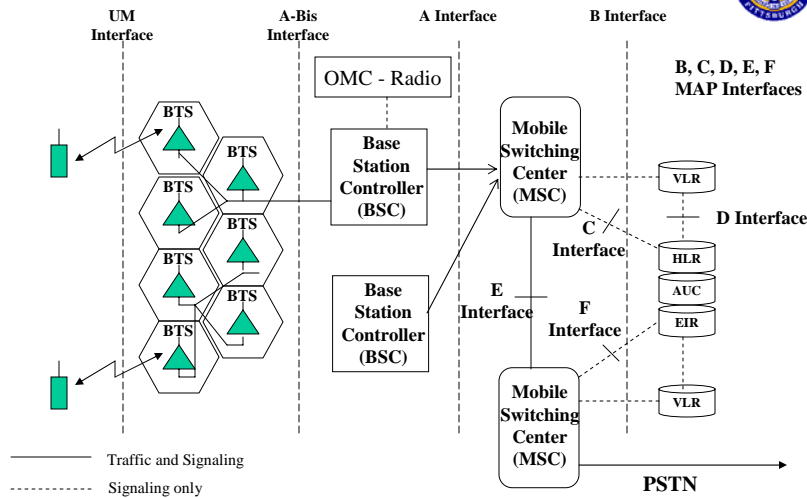 PITTSBURGH
UM
Interface
A-Bis
Interface
A Interface
B Interface
B, C, D, E, F
MAP Interfaces
OMC - Radio
BTS
BTS
BTS
BTS
BTS
BTS
BTS
Base
Station
Controller
(BSC)
Mobile
Switching
Center
(MSC)
VLR
D Interface
C
Interface
HLR
AUC
EIR
Base
Station
Controller
(BSC)
E
Interface
F
Interface
Mobile
Switching
Center
(MSC)
VLR
Traffic and Signaling
Signaling only
PSTN